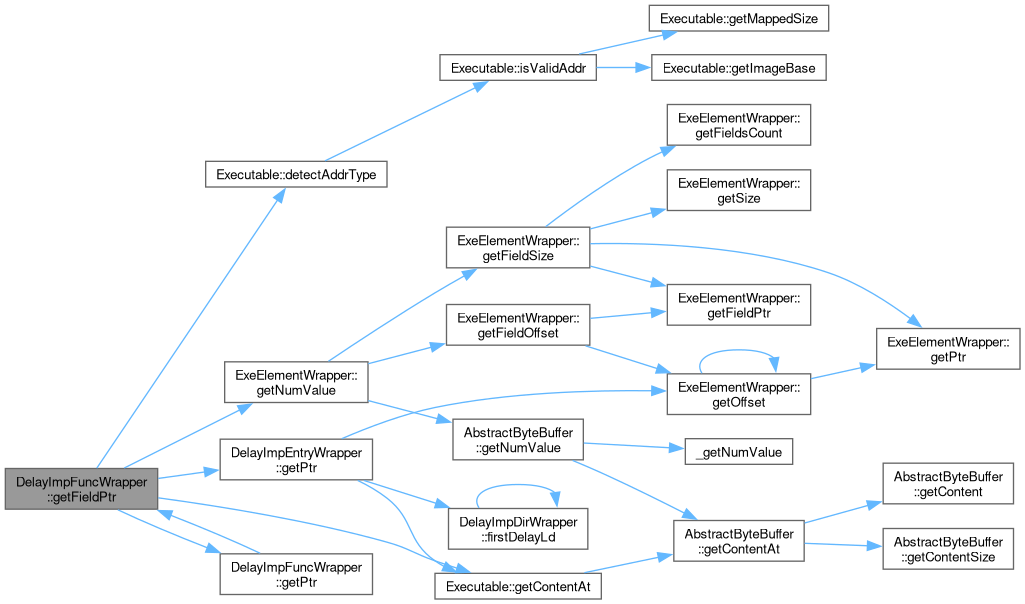 Executable::getMappedSize
Executable::isValidAddr
Executable::getImageBase
ExeElementWrapper::
getFieldsCount
Executable::detectAddrType
ExeElementWrapper::
getSize
ExeElementWrapper::
getFieldSize
ExeElementWrapper::
getFieldPtr
ExeElementWrapper::
getFieldOffset
ExeElementWrapper::
getPtr
ExeElementWrapper::
getNumValue
ExeElementWrapper::
getOffset
AbstractByteBuffer
::getNumValue
_getNumValue
DelayImpEntryWrapper
::getPtr
DelayImpFuncWrapper
::getFieldPtr
AbstractByteBuffer
::getContent
DelayImpDirWrapper
::firstDelayLd
AbstractByteBuffer
::getContentAt
AbstractByteBuffer
::getContentSize
DelayImpFuncWrapper
::getPtr
Executable::getContentAt